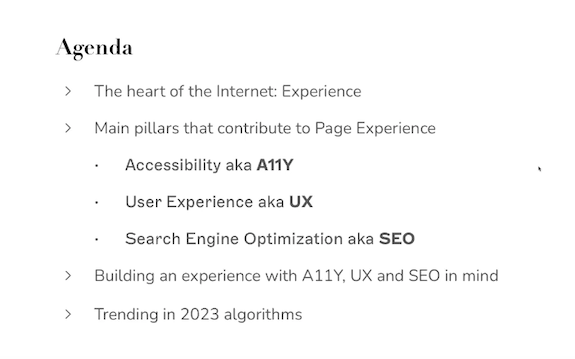 Agenda
The heart of the Internet: Experience
Main pillars that contribute to Page Experience
Accessibility aka A11Y
User Experience aka UX
Search Engine Optimization aka SEO
Building an experience with A11Y, UX and SEO in mind
Trending in 2023 algorithms